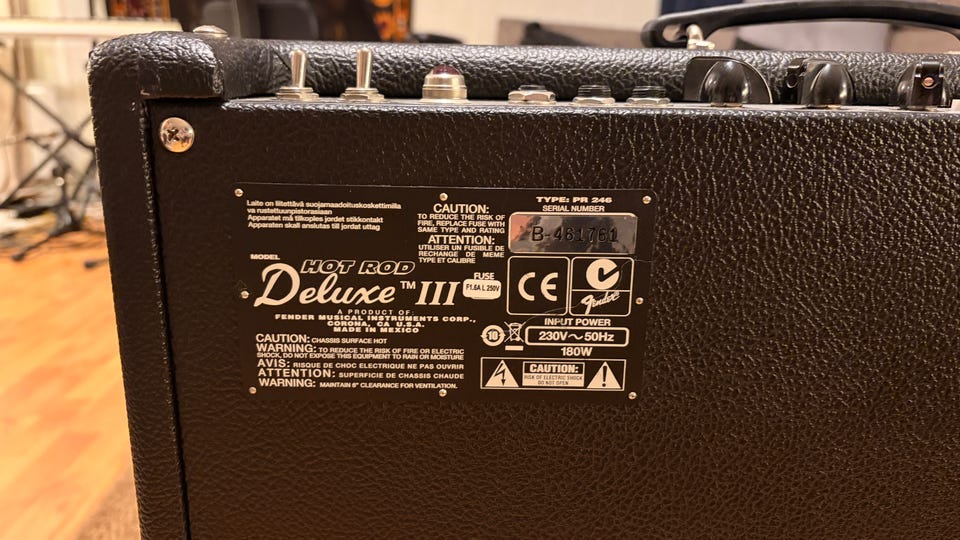 Laite on liitettävä suojamaadoituskoskettimilla
va rustettuunpistorasiaan
Apparatet må tilkoples jordet stikkontakt
Apparaten skall anslutas till jordat uttag
CAUTION:
TO REDUCE THE RISK OF
FIRE, REPLACE FUSE WITH
SAME TYPE AND RATING
ATTENTION:
UTILISER UN FUSIBLE DE
RECHANGE DE MEME
TYPE ET CALIBRE
TYPE: PR 246
SERIAL NUMBER
B-461761
MODEL
HOT ROD
Deluxe™ III
FUSE
F1.6A L 250V
A PRODUCT OF:
FENDER MUSICAL INSTRUMENTS CORP.,
CORONA, CA U.S.A.
MADE IN MEXICO
CE
Fender
10
INPUT POWER
230V~50Hz
180W
CAUTION: CHASSIS SURFACE HOT
WARNING: TO REDUCE THE RISK OF FIRE OR ELECTRIC
SHOCK, DO NOT EXPOSE THIS EQUIPMENT TO RAIN OR MOISTURE
AVIS: RISQUE DE CHOC ELECTRIQUE NE PAS OUVRIR
ATTENTION: SUPERFICIE DE CHASSIS CHAUDE
WARNING: MAINTAIN 6" CLEARANCE FOR VENTILATION.
CAUTION:
RISK OF ELECTRIC SHOCK
DO NOT OPEN